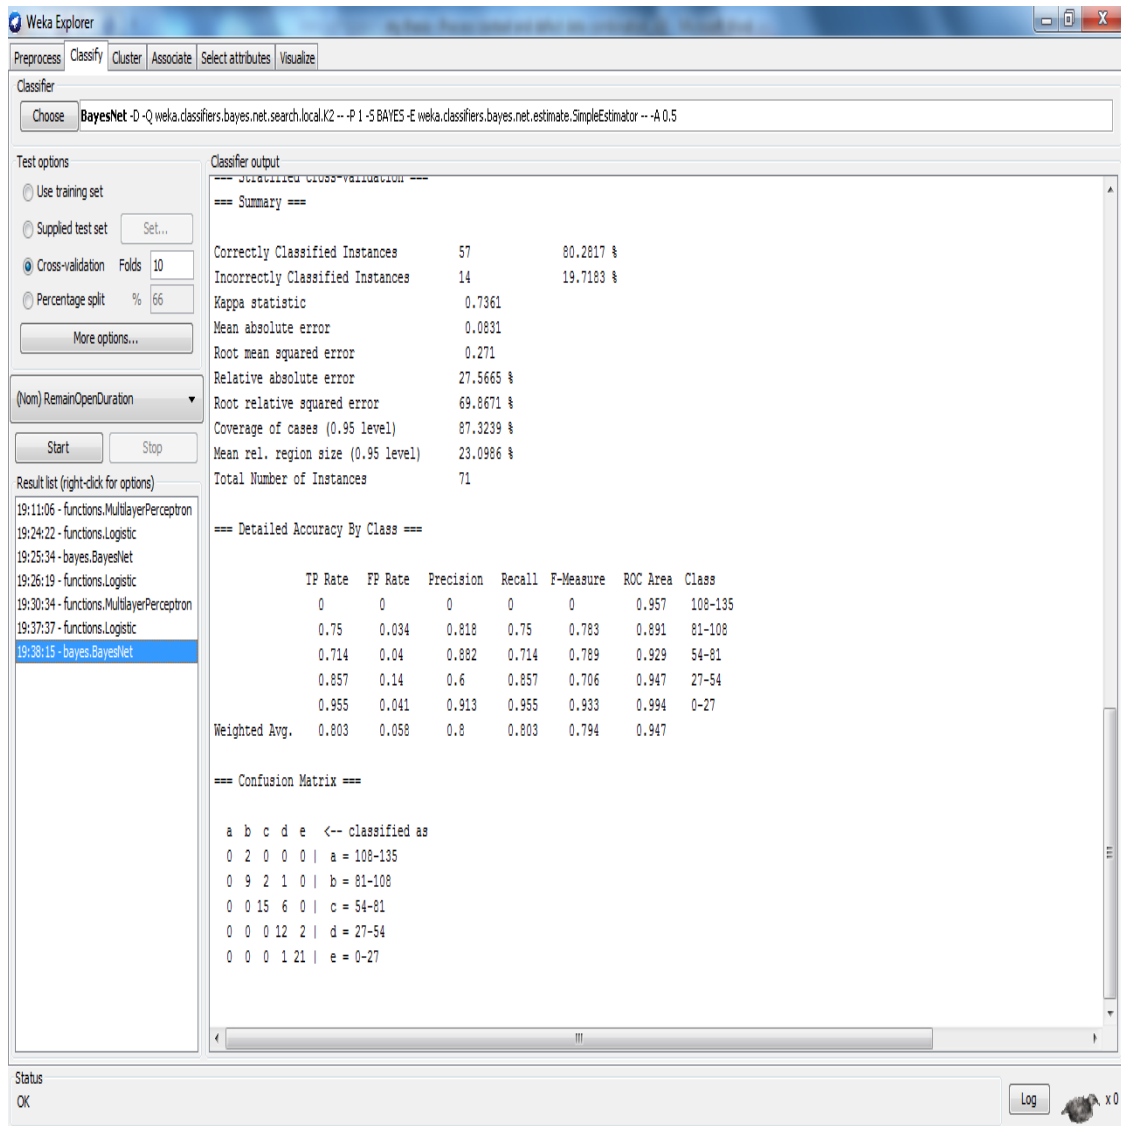 Weka Explorer
Preprocess Classify Cluster Associate Select attributes Visualize
Classifier
Choose BayesNet -D -Q weka.classifiers.bayes.net.search.local.K2 -- -P 1 -S BAYES -E weka.classifiers.bayes.net.estimate.SimpleEstimator -- -A 0.5
Test options
Use training set
Supplied test set Set...
Cross-validation Folds 10
Percentage split % 66
More options...
(Nom) RemainOpenDuration
Start Stop
Result list (right-click for options)
19:11:06 - functions.MultilayerPerceptron
19:24:22 - functions.Logistic
19:25:34 - bayes.BayesNet
19:26:19 - functions.Logistic
19:30:34 - functions.MultilayerPerceptron
19:37:37 - functions.Logistic
19:38:15 - bayes.BayesNet
Classifier output
=== Stratified cross-validation ===
=== Summary ===
Correctly Classified Instances 57 80.2817 %
Incorrectly Classified Instances 14 19.7183 %
Kappa statistic 0.7361
Mean absolute error 0.0831
Root mean squared error 0.271
Relative absolute error 27.5665 %
Root relative squared error 69.8671 %
Coverage of cases (0.95 level) 87.3239 %
Mean rel. region size (0.95 level) 23.0986 %
Total Number of Instances 71
=== Detailed Accuracy By Class ===
TP Rate FP Rate Precision Recall F-Measure ROC Area Class
0 0 0 0 0 0.957 108-135
0.75 0.034 0.818 0.75 0.783 0.891 81-108
0.714 0.04 0.882 0.714 0.789 0.929 54-81
0.857 0.14 0.6 0.857 0.706 0.947 27-54
0.955 0.041 0.913 0.955 0.933 0.994 0-27
Weighted Avg. 0.803 0.058 0.8 0.803 0.794 0.947
=== Confusion Matrix ===
a b c d e <-- classified as
0 2 0 0 0 | a = 108-135
0 9 2 1 0 | b = 81-108
0 0 15 6 0 | c = 54-81
0 0 0 12 2 | d = 27-54
0 0 0 1 21 | e = 0-27
Status
OK
Log x 0